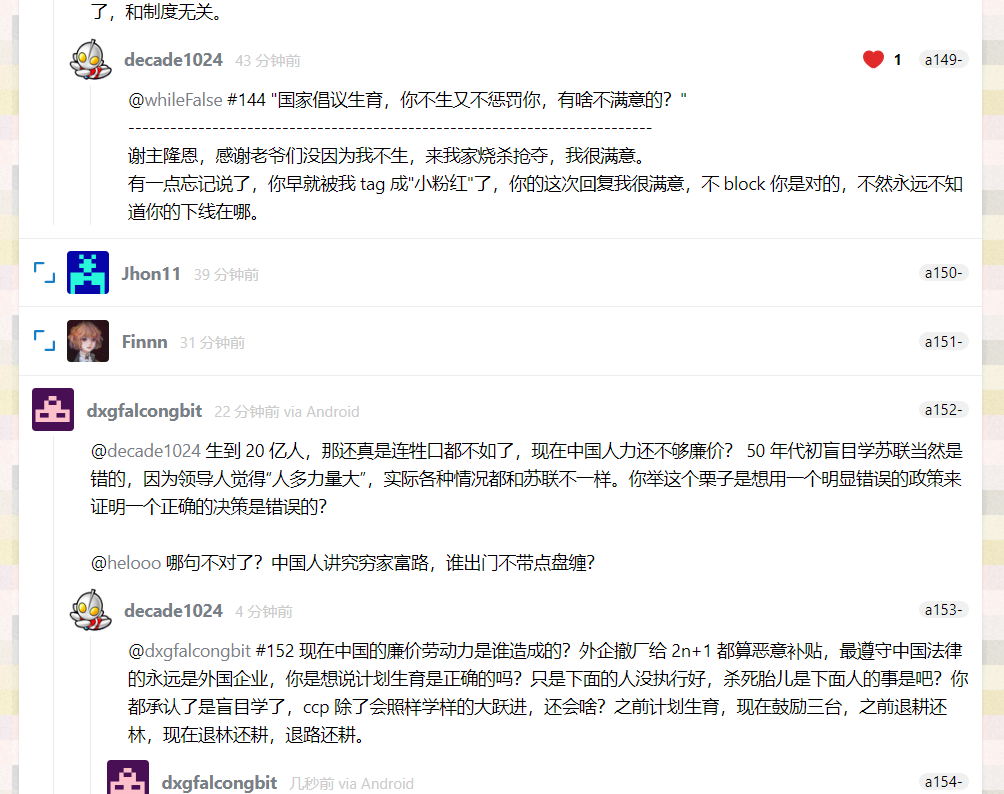 了，和制度无关。
decade1024 43 分钟前 1 a149-
@whileFalse #144 "国家倡议生育，你不生又不惩罚你，有啥不满意的？"
---------------------------------------------------------------------------
谢主隆恩，感谢老爷们没因为我不生，来我家烧杀抢夺，我很满意。
有一点忘记说了，你早就被我 tag 成"小粉红"了，你的这次回复我很满意，不 block 你是对的，不然永远不知
道你的下线在哪。
Jhon11 39 分钟前 a150-
Finnn 31 分钟前 a151-
dxgfalcongbit 22 分钟前 via Android a152-
@decade1024 生到 20 亿人，那还真是连牲口都不如了，现在中国人力还不够廉价？ 50 年代初盲目学苏联当然是
错的，因为领导人觉得“人多力量大”，实际各种情况都和苏联不一样。你举这个栗子是想用一个明显错误的政策来
证明一个正确的决策是错误的？
@helooo 哪句不对了？中国人讲究穷家富路，谁出门不带点盘缠？
decade1024 4 分钟前 a153-
@dxgfalcongbit #152 现在中国的廉价劳动力是谁造成的？外企撤厂给 2n+1 都算恶意补贴，最遵守中国法律
的永远是外国企业，你是想说计划生育是正确的吗？只是下面的人没执行好，杀死胎儿是下面人的事是吧？你
都承认了是盲目学了，ccp 除了会照样学样的大跃进，还会啥？之前计划生育，现在鼓励三台，之前退耕还
林，现在退林还耕，退路还耕。
dxgfalcongbit 几秒前 via Android a154-